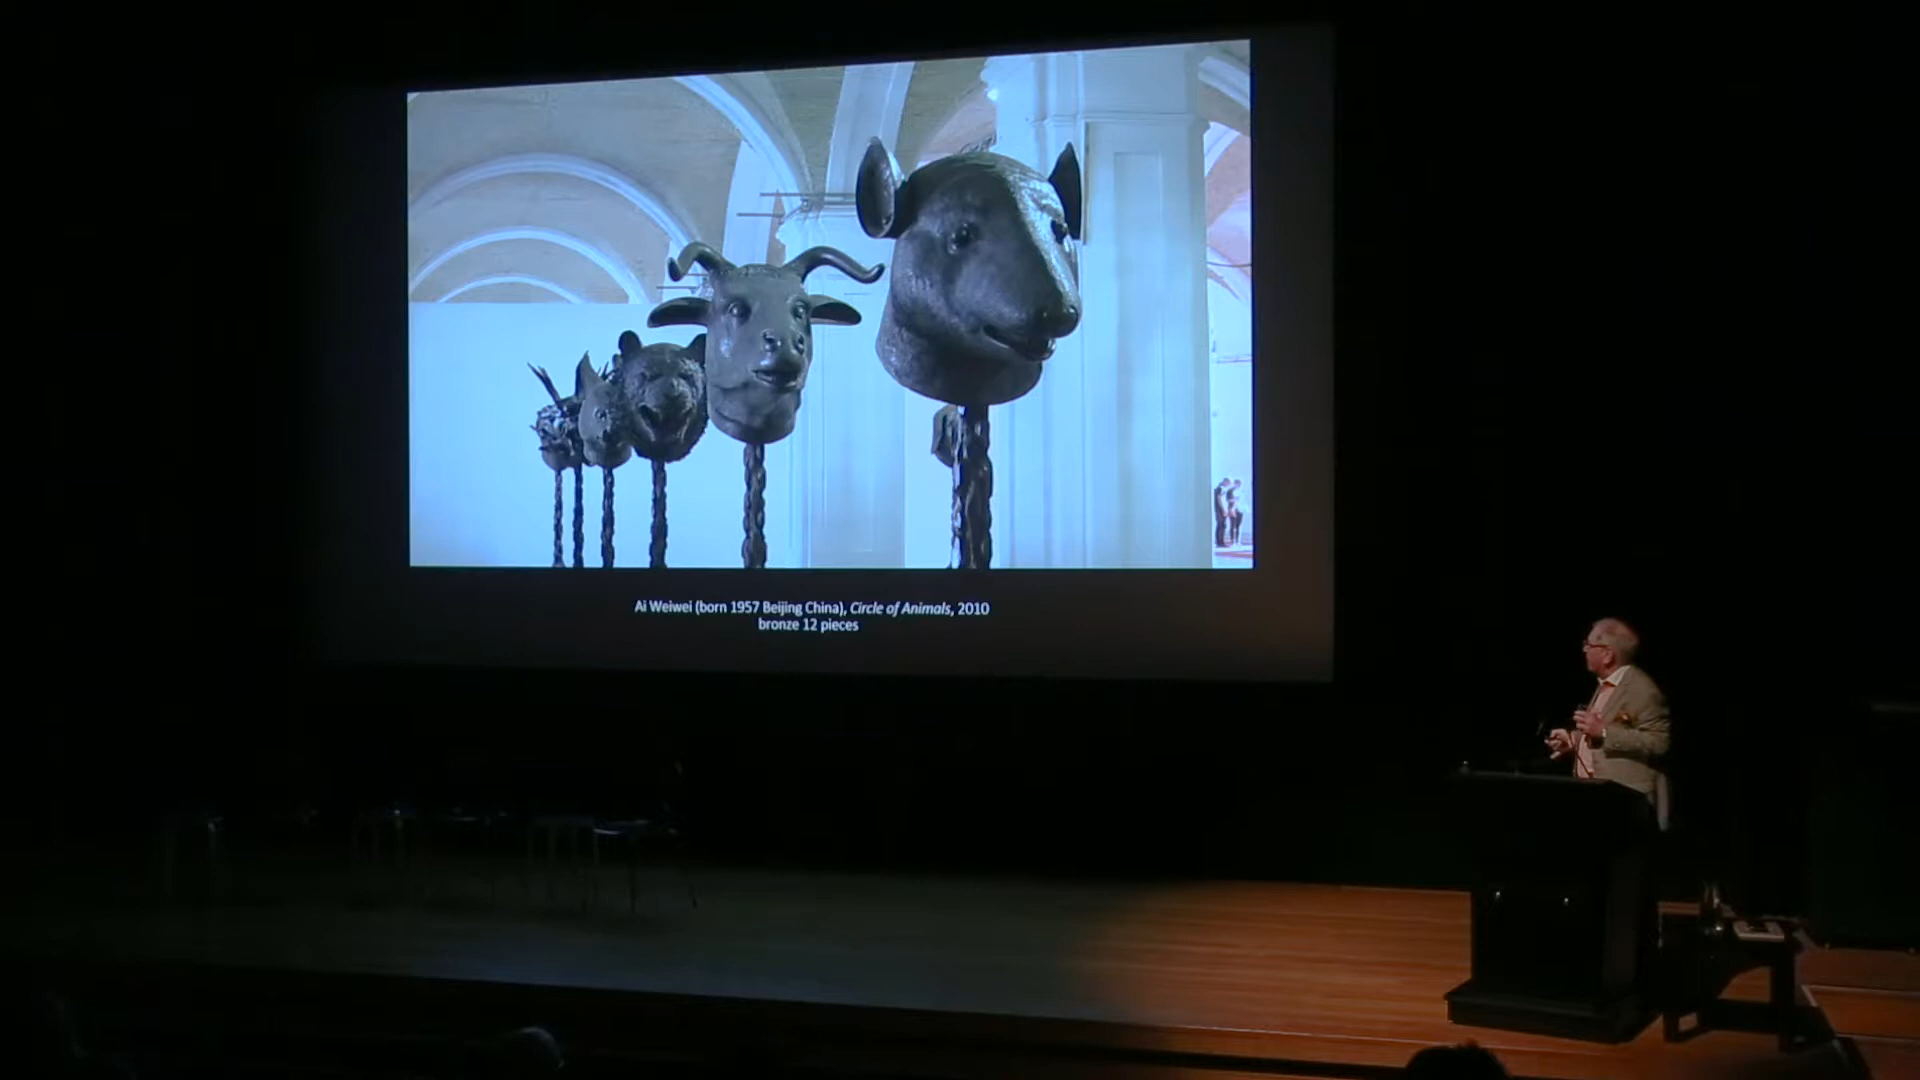 Ai Weiwei (born 1957 Beijing China), Circle of Animals, 2010
bronze 12 pieces